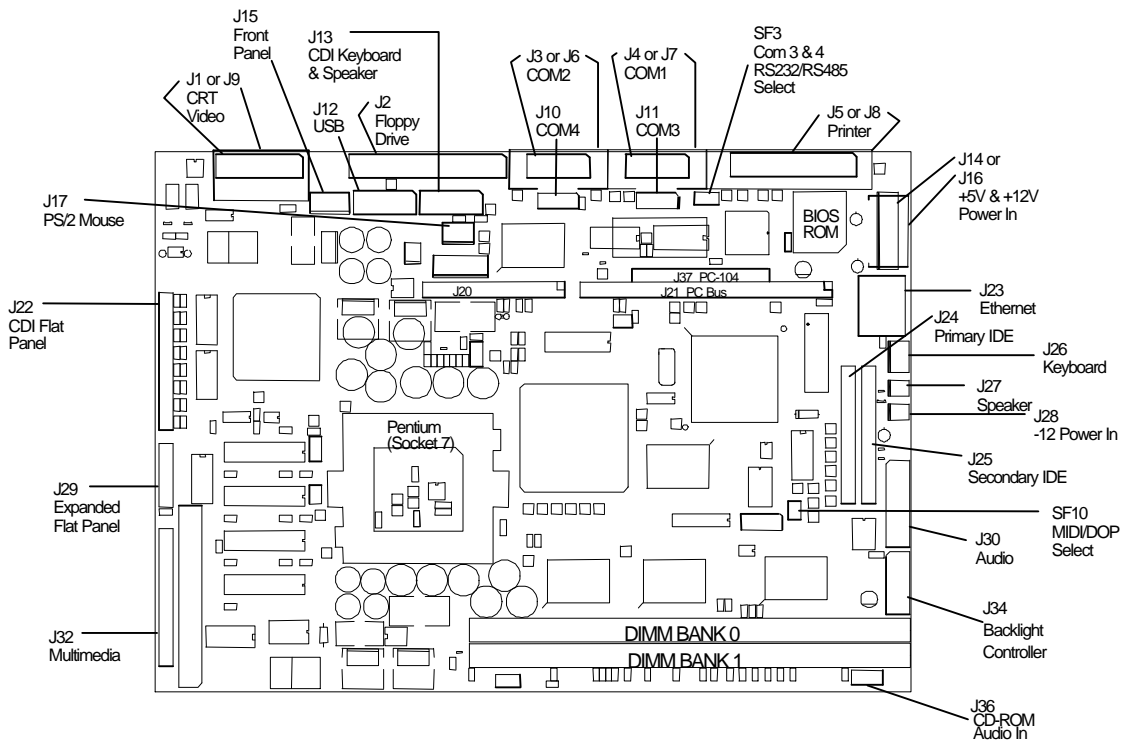 J15
Front
Panel
J13
CDI Keyboard
& Speaker
J1 or J9
CRT
Video
J12
USB
J2
Floppy
Drive
J3 or J6
COM2
J10
COM4
J4 or J7
COM1
J11
COM3
SF3
Com 3 & 4
RS232/RS485
Select
J5 or J8
Printer
J14 or
J16
+5V & +12V
Power In
J17
PS/2 Mouse
BIOS
ROM
J37 PC-104
J20
J21 PC Bus
J22
CDI Flat
Panel
J23
Ethernet
J24
Primary IDE
J26
Keyboard
J27
Speaker
J28
-12 Power In
J25
Secondary IDE
Pentium
(Socket 7)
J29
Expanded
Flat Panel
SF10
MIDI/DOP
Select
J30
Audio
J32
Multimedia
J34
Backlight
Controller
DIMM BANK 0
DIMM BANK 1
J36
CD-ROM
Audio In